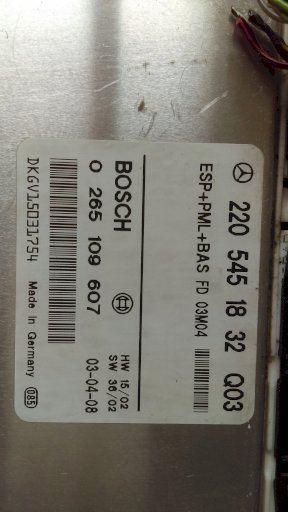 220 545 18 32 Q03
ESP+PML+BAS FD 03M04
BOSCH
HW 15/02
SW 36/02
0 265 109 607
03-04-08
DKGV15031754
Made In Germany
085